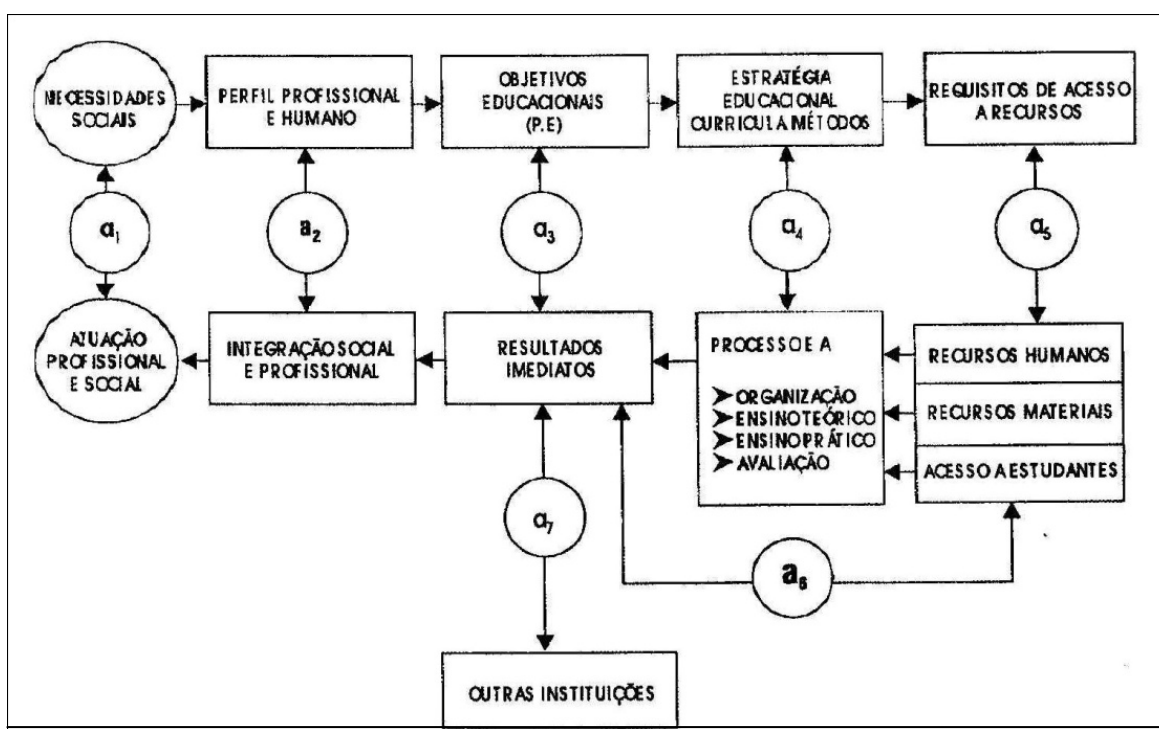 NECESSIDADES
SOCIAIS
PERFIL PROFISSIONAL
E HUMANO
OBJETIVOS
EDUCACIONAIS
(P.E)
ESTRATÉGIA
EDUCACIONAL
CURRICULA MÉTODOS
REQUISITOS DE ACESSO
A RECURSOS
a1
a2
a3
a4
a5
ATUAÇÃO
PROFISSIONAL
E SOCIAL
INTEGRAÇÃO SOCIAL
E PROFISSIONAL
RESULTADOS
IMEDIATOS
PROCESSO E A
➤ ORGANIZAÇÃO
➤ ENSINO TEÓRICO
➤ ENSINO PRÁTICO
➤ AVALIAÇÃO
RECURSOS HUMANOS
RECURSOS MATERIAIS
ACESSO A ESTUDANTES
a7
a6
OUTRAS INSTITUIÇÕES